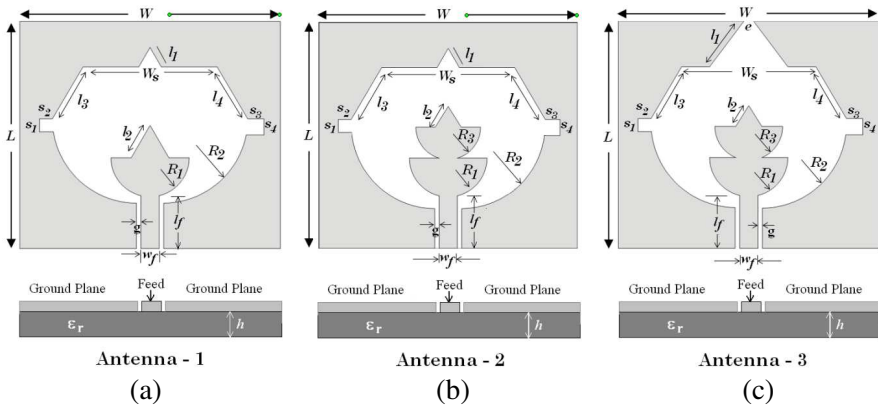 W
l1
Ws
l3
l4
s2
s1
s3
s4
L
l2
R2
R1
g
lf
wf
Feed
Ground Plane
Ground Plane
εr
h
Antenna - 1
(a)
W
l1
Ws
l3
l4
s2
s1
s3
s4
L
l2
R3
R2
R1
g
lf
wf
Feed
Ground Plane
Ground Plane
εr
h
Antenna - 2
(b)
W
e
l1
Ws
l3
l4
s2
s1
s3
s4
L
l2
R3
R2
R1
lf
g
wf
Feed
Ground Plane
Ground Plane
εr
h
Antenna - 3
(c)